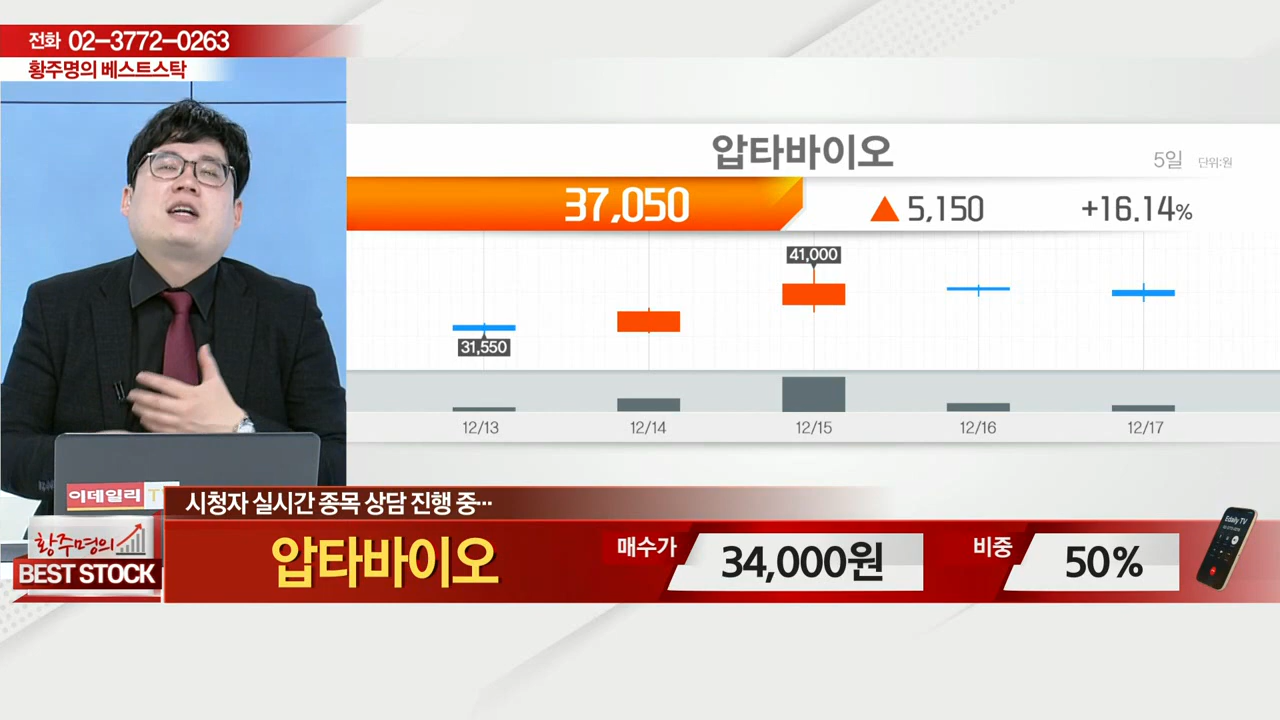 전화 02-3772-0263
황주명의 베스트스탁
압타바이오
5일 단위:원
37,050 ▲ 5,150 +16.14%
41,000
31,550
12/13 12/14 12/15 12/16 12/17
이데일리 T
시청자 실시간 종목 상담 진행 중...
황주명의
BEST STOCK
압타바이오 매수가 34,000원 비중 50%
Edaily TV